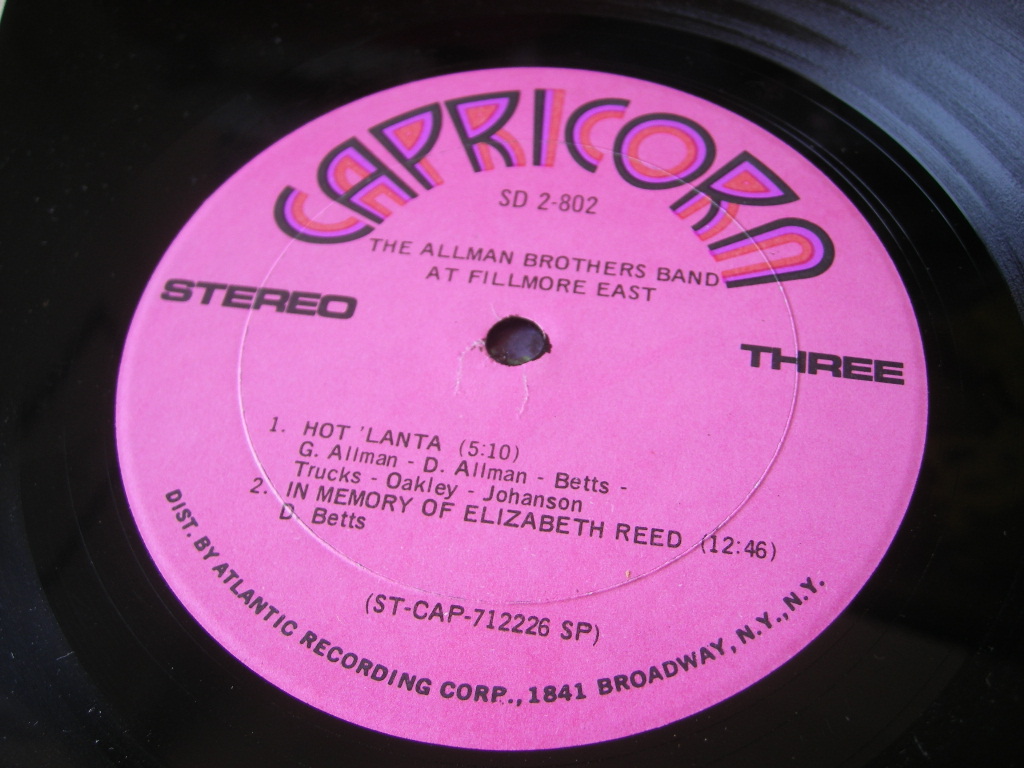 CAPRICORN
SD 2-802
THE ALLMAN BROTHERS BAND
AT FILLMORE EAST
STEREO
THREE
1. HOT 'LANTA (5:10)
G. Allman - D. Allman - Betts -
Trucks - Oakley - Johanson
2. IN MEMORY OF ELIZABETH REED (12:46)
D. Betts
(ST-CAP-712226 SP)
DIST. BY ATLANTIC RECORDING CORP., 1841 BROADWAY, N.Y., N.Y.